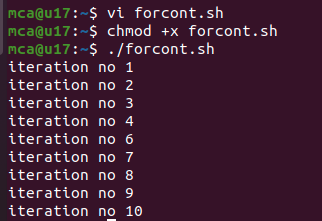 mca@u17:~$ vi forcont.sh
mca@u17:~$ chmod +x forcont.sh
mca@u17:~$ ./forcont.sh
iteration no 1
iteration no 2
iteration no 3
iteration no 4
iteration no 6
iteration no 7
iteration no 8
iteration no 9
iteration no 10